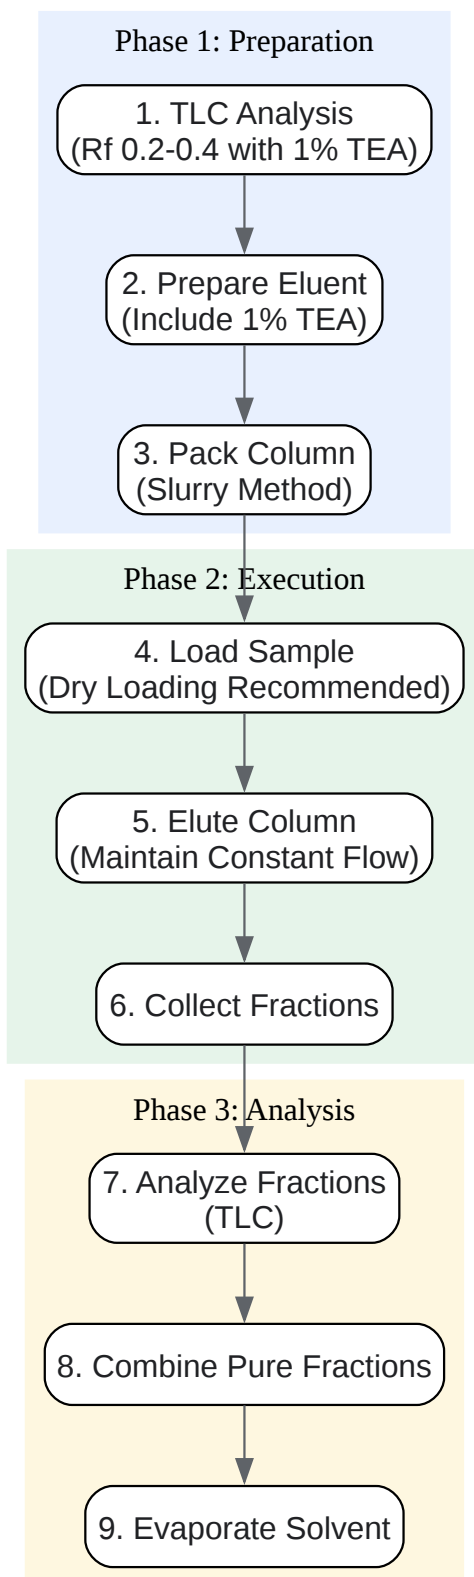 Phase 1: Preparation
1. TLC Analysis
(Rf 0.2-0.4 with 1% TEA)
2. Prepare Eluent
(Include 1% TEA)
3. Pack Column
(Slurry Method)
Phase 2: Execution
4. Load Sample
(Dry Loading Recommended)
5. Elute Column
(Maintain Constant Flow)
6. Collect Fractions
Phase 3: Analysis
7. Analyze Fractions
(TLC)
8. Combine Pure Fractions
9. Evaporate Solvent